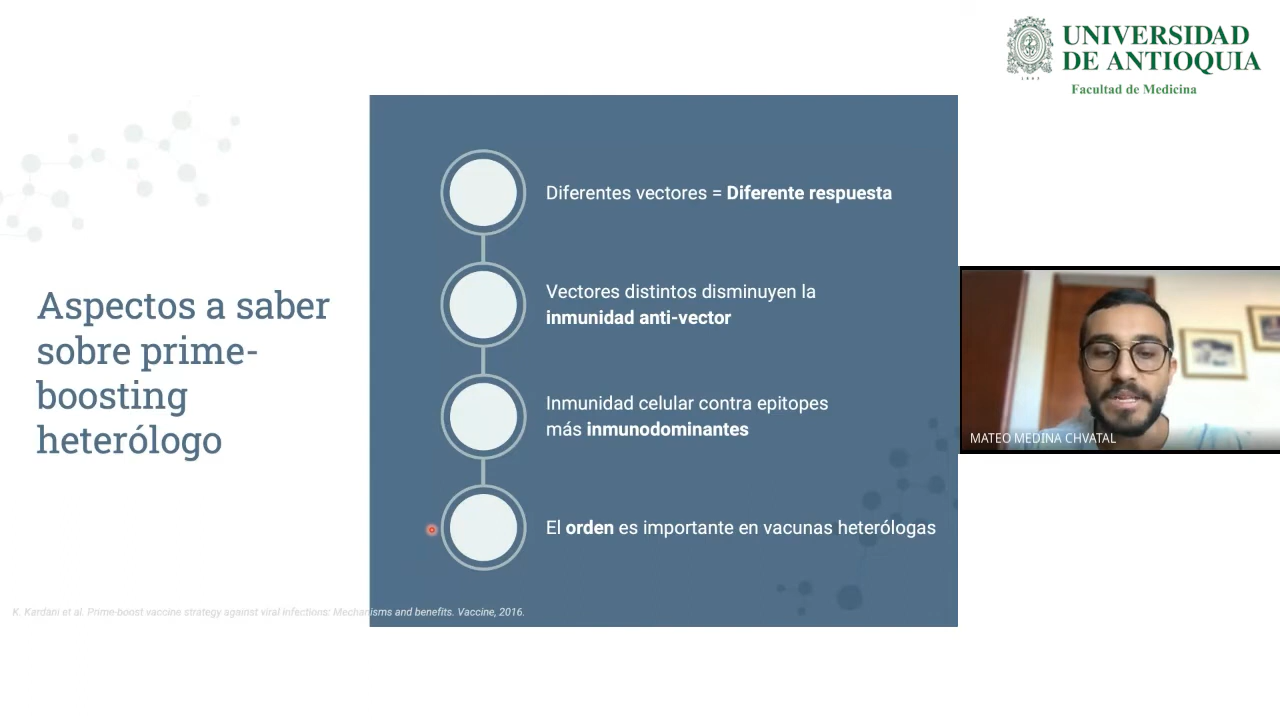 UNIVERSIDAD
DE ANTIOQUIA
1803
Facultad de Medicina
Aspectos a saber
sobre prime-
boosting
heterólogo
Diferentes vectores = Diferente respuesta
Vectores distintos disminuyen la
inmunidad anti-vector
Inmunidad celular contra epitopes
más inmunodominantes
El orden es importante en vacunas heterólogas
K. Kardani et al. Prime-boost vaccine strategy against viral infections: Mechanisms and benefits. Vaccine, 2016.
MATEO MEDINA CHVATAL